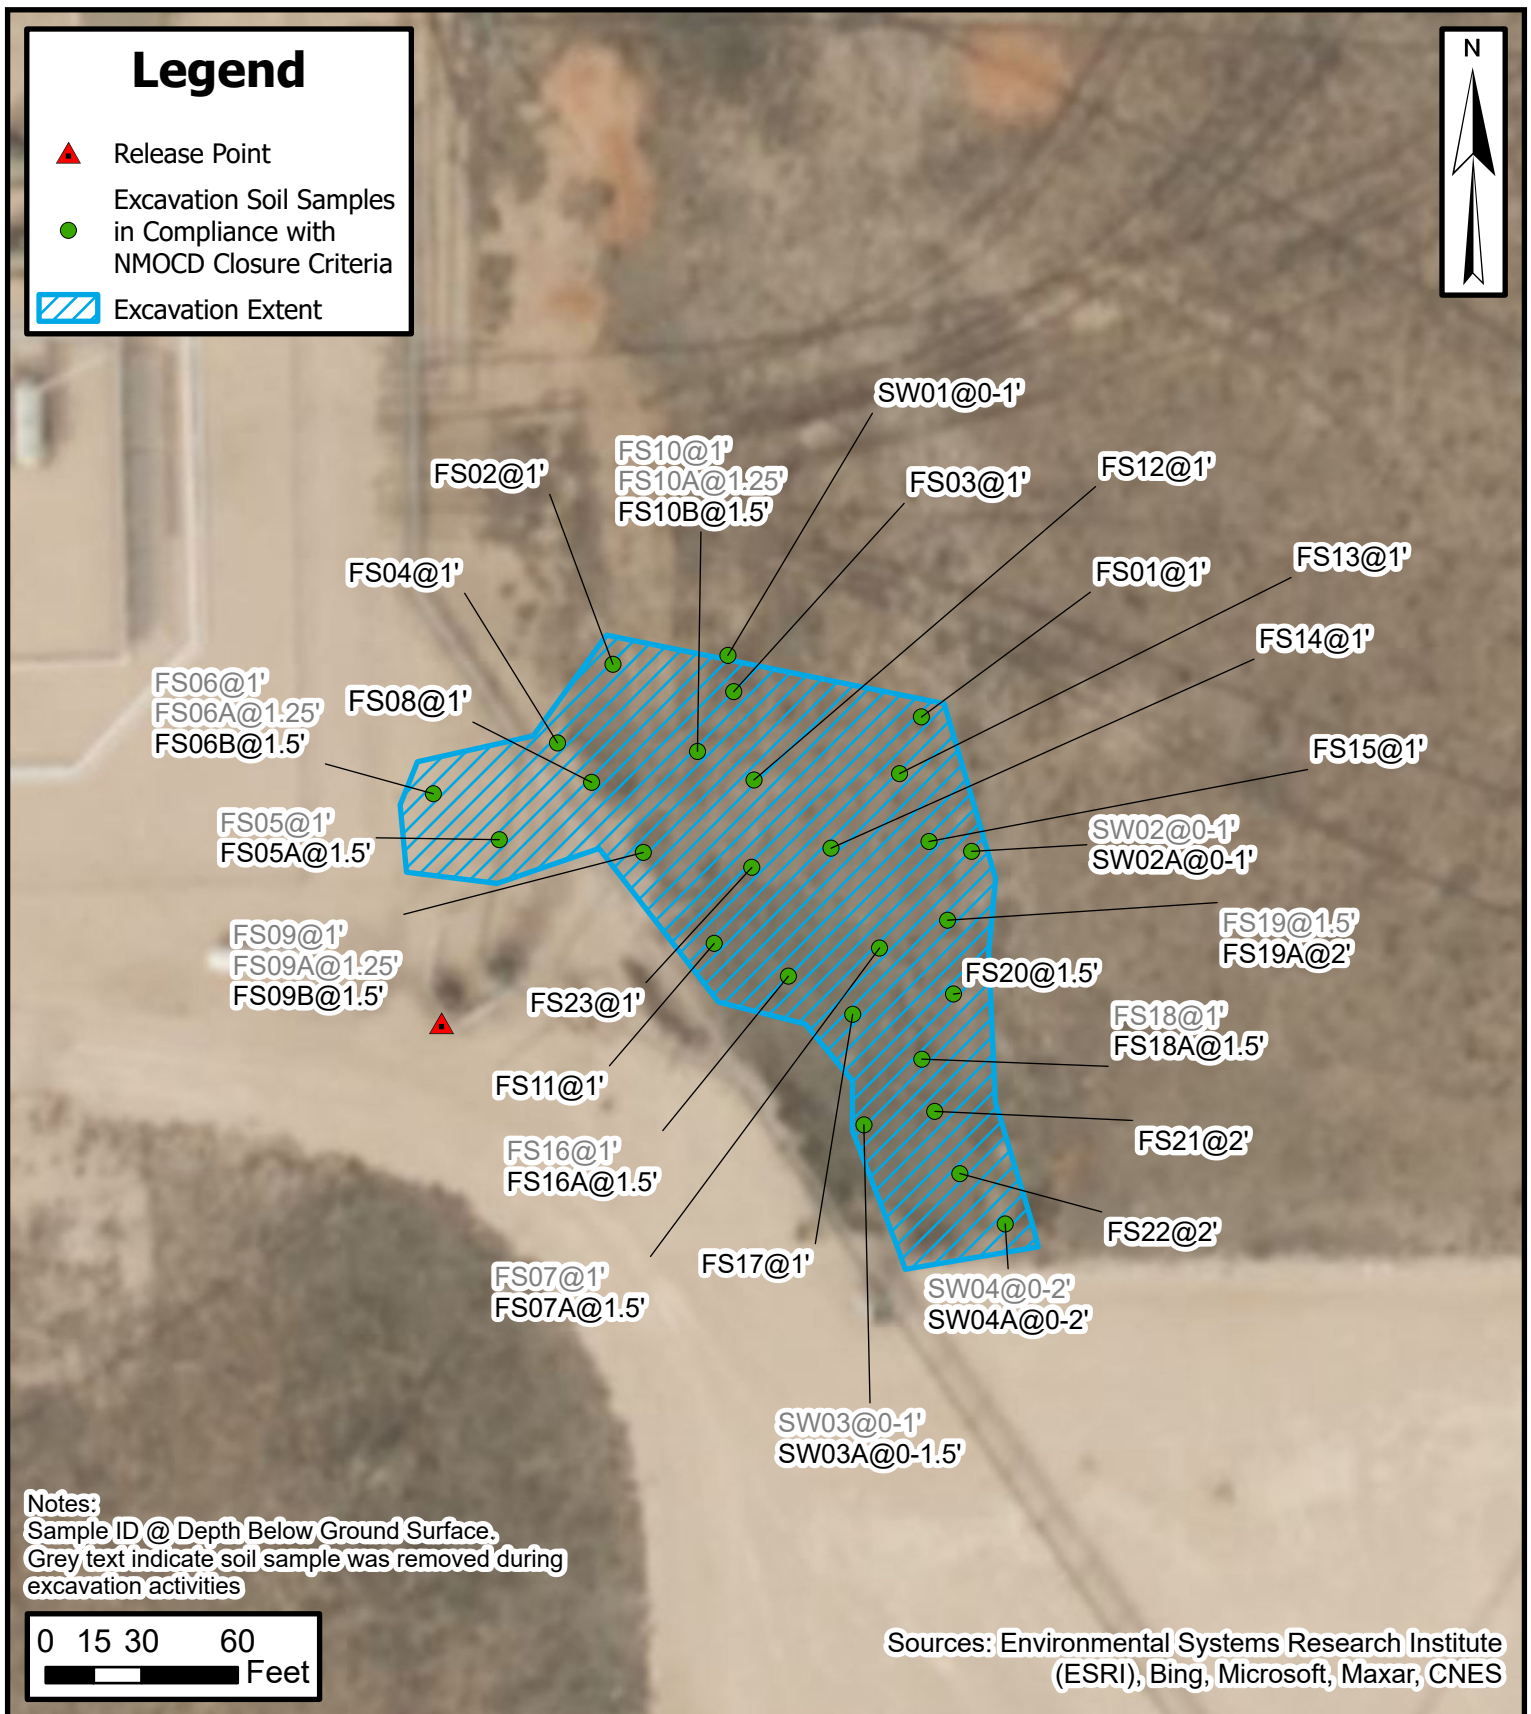 Legend
N
Release Point
Excavation Soil Samples
in Compliance with
NMOCD Closure Criteria
Excavation Extent
SW01@0-1'
FS10@1'
FS10A@1.25'
FS10B@1.5'
FS02@1'
FS03@1'
FS12@1'
FS04@1'
FS01@1'
FS13@1'
FS14@1'
FS06@1'
FS06A@1.25'
FS06B@1.5'
FS08@1'
FS15@1'
FS05@1'
FS05A@1.5'
SW02@0-1'
SW02A@0-1'
FS09@1'
FS09A@1.25'
FS09B@1.5'
FS19@1.5'
FS19A@2'
FS20@1.5'
FS23@1'
FS18@1'
FS18A@1.5'
FS11@1'
FS16@1'
FS16A@1.5'
FS21@2'
FS22@2'
FS17@1'
FS07@1'
FS07A@1.5'
SW04@0-2'
SW04A@0-2'
SW03@0-1'
SW03A@0-1.5'
Notes:
Sample ID @ Depth Below Ground Surface.
Grey text indicate soil sample was removed during
excavation activities
0 15 30 60
Feet
Sources: Environmental Systems Research Institute
(ESRI), Bing, Microsoft, Maxar, CNES